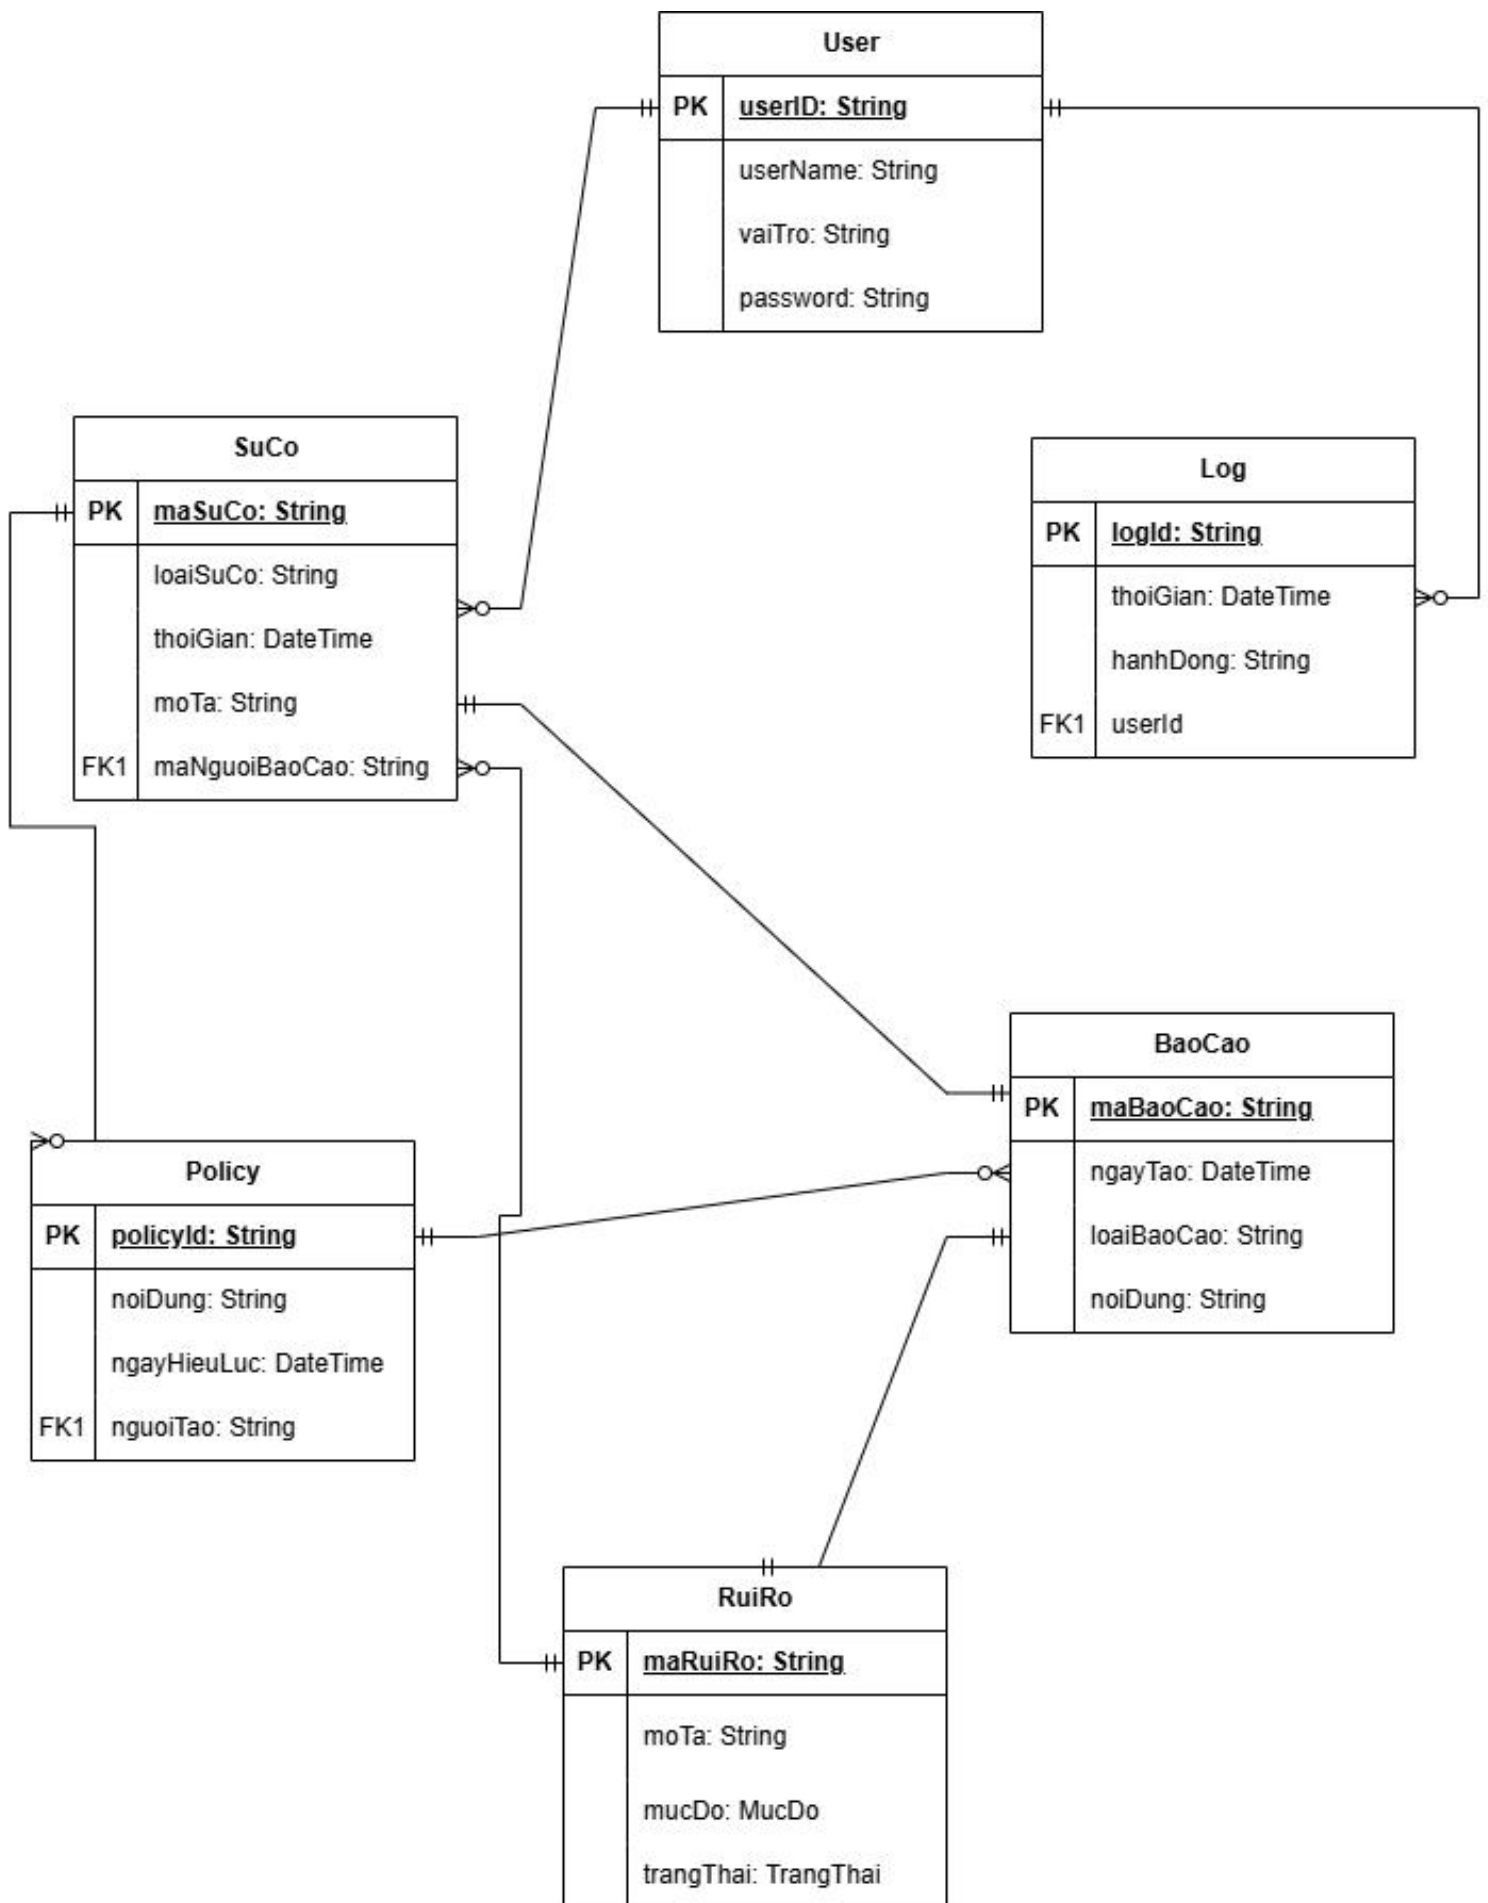 User
PK userID: String
userName: String
vaiTro: String
password: String
SuCo
PK maSuCo: String
loaiSuCo: String
thoiGian: DateTime
moTa: String
FK1 maNguoiBaoCao: String
Log
PK logId: String
thoiGian: DateTime
hanhDong: String
FK1 userId
BaoCao
PK maBaoCao: String
ngayTao: DateTime
loaiBaoCao: String
noiDung: String
Policy
PK policyId: String
noiDung: String
ngayHieuLuc: DateTime
FK1 nguoiTao: String
RuiRo
PK maRuiRo: String
moTa: String
mucDo: MucDo
trangThai: TrangThai